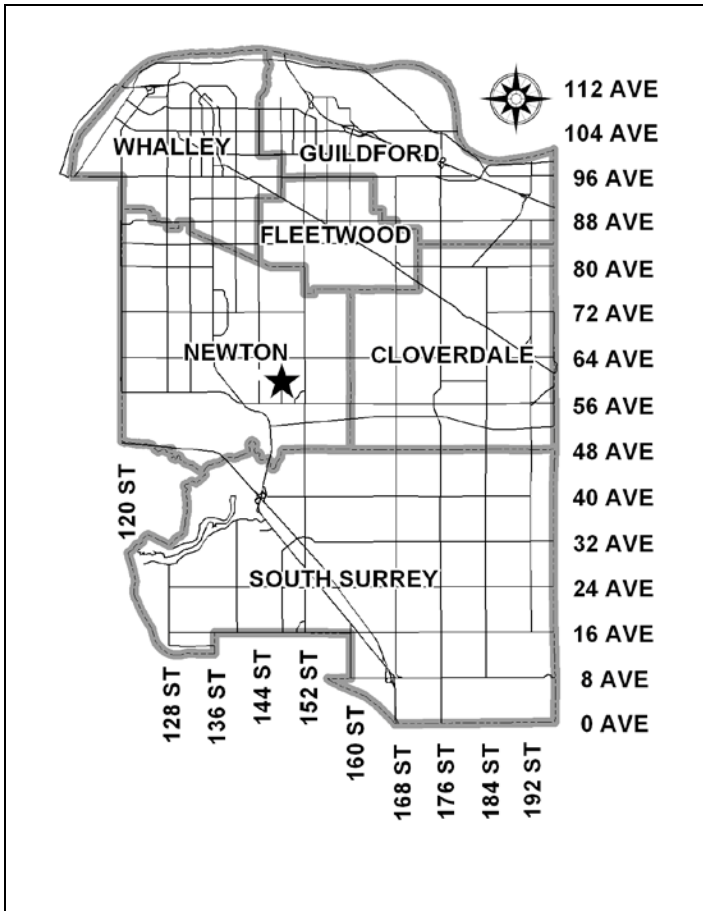 112 AVE
104 AVE
WHALLEY
GUILDFORD
96 AVE
88 AVE
FLEETWOOD
80 AVE
72 AVE
NEWTON
CLOVERDALE
64 AVE
56 AVE
48 AVE
120 ST
40 AVE
32 AVE
SOUTH SURREY
24 AVE
16 AVE
8 AVE
0 AVE
128 ST
136 ST
144 ST
152 ST
160 ST
168 ST
176 ST
184 ST
192 ST